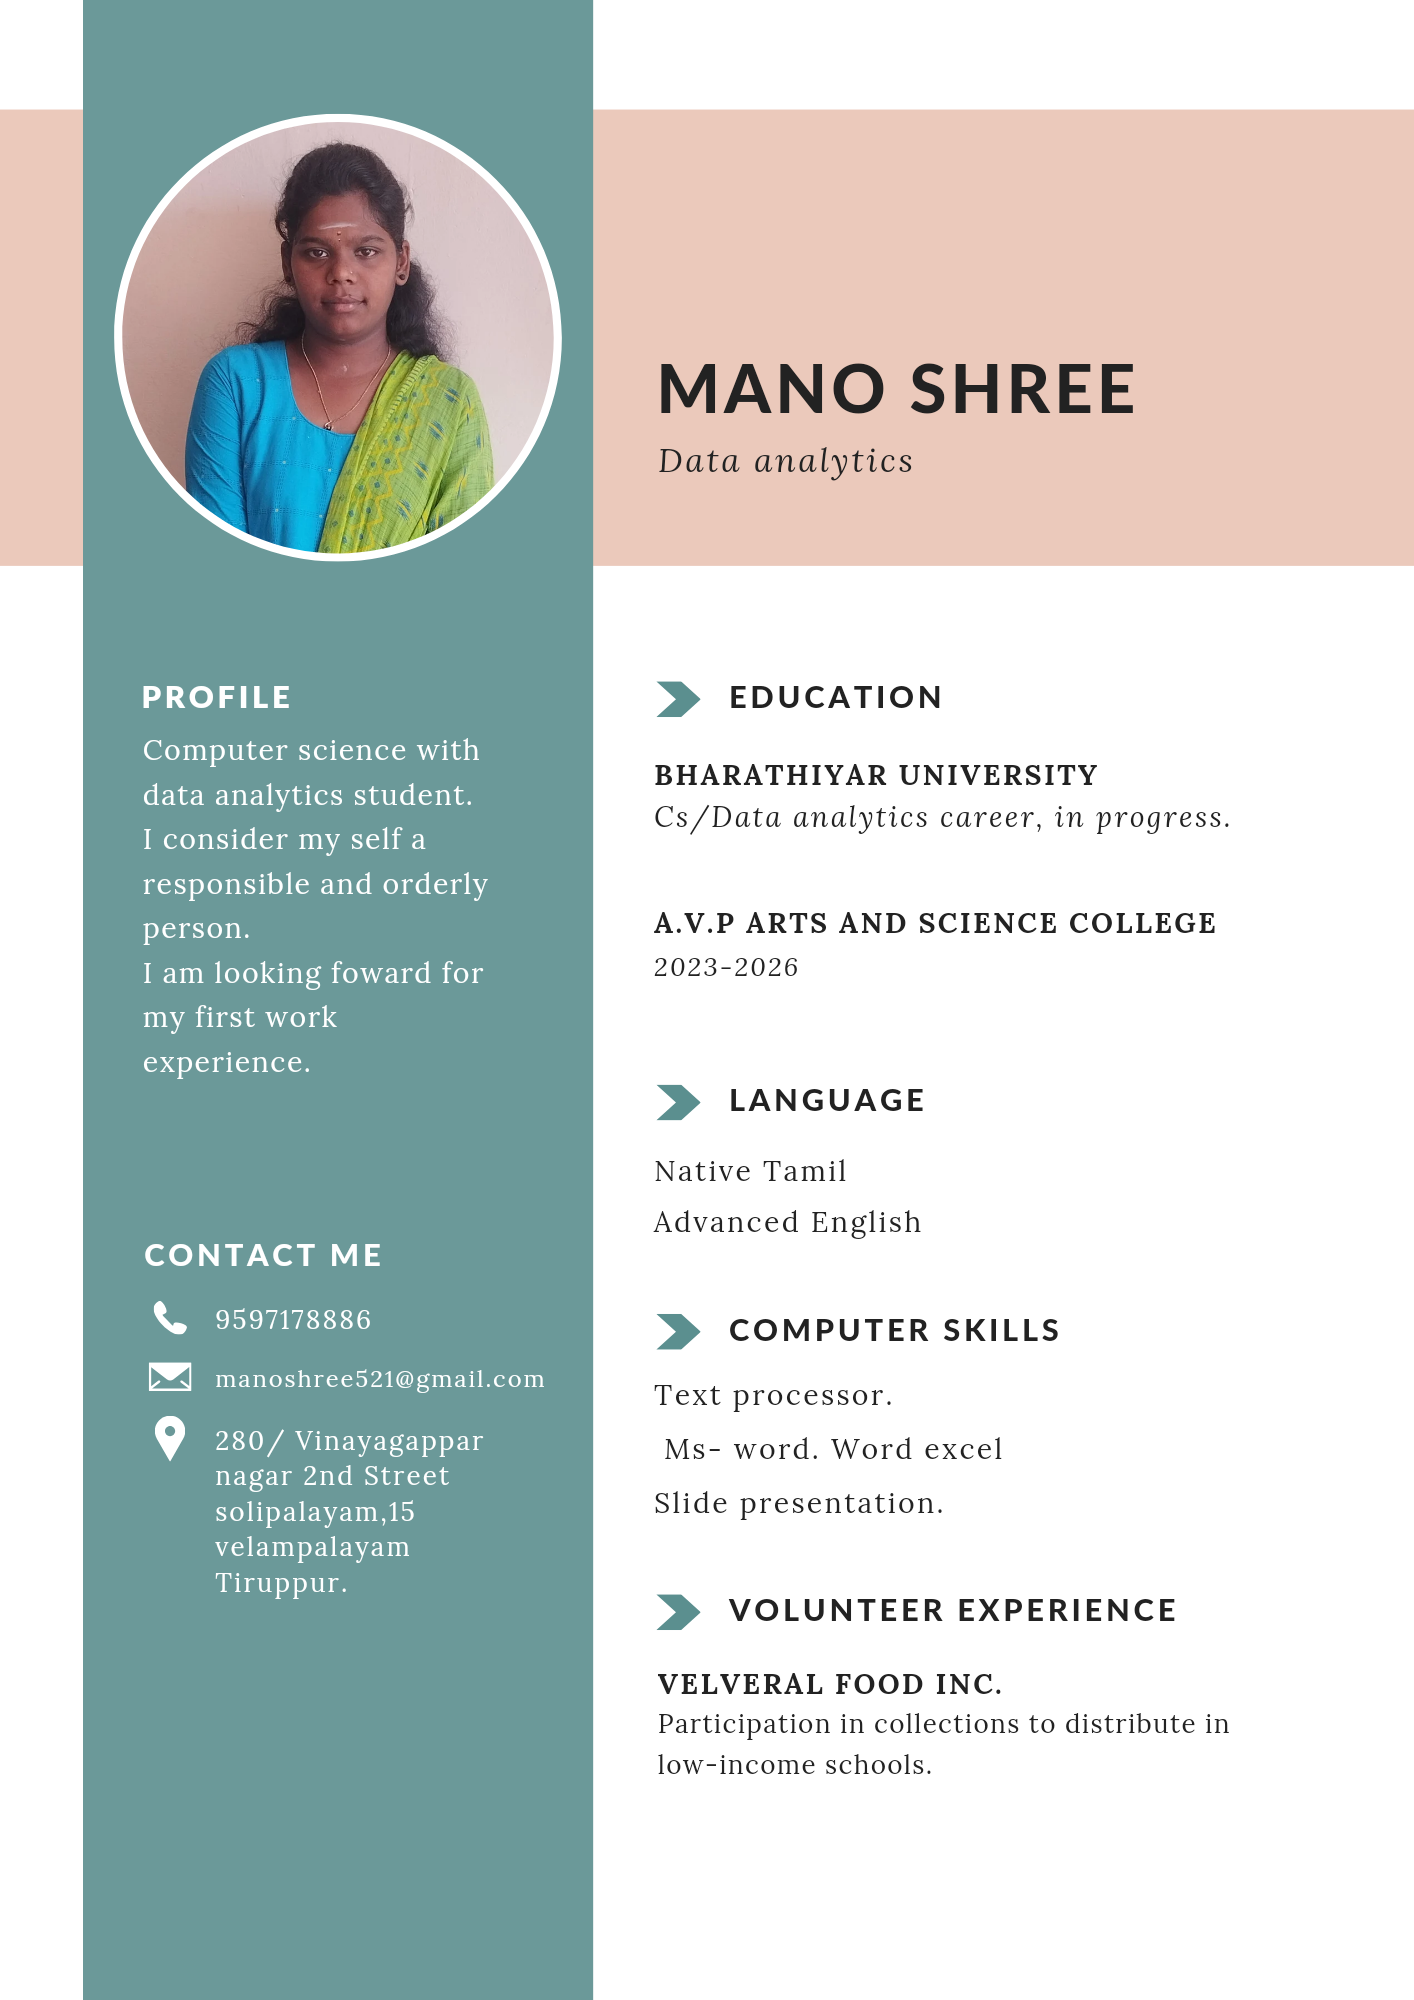 MANO SHREE
Data analytics
PROFILE
Computer science with
data analytics student.
I consider my self a
responsible and orderly
person.
I am looking foward for
my first work
experience.
CONTACT ME
9597178886
manoshree521@gmail.com
280/ Vinayagappar
nagar 2nd Street
solipalayam,15
velampalayam
Tiruppur.
EDUCATION
BHARATHIYAR UNIVERSITY
Cs/Data analytics career, in progress.
A.V.P ARTS AND SCIENCE COLLEGE
2023-2026
LANGUAGE
Native Tamil
Advanced English
COMPUTER SKILLS
Text processor.
Ms- word. Word excel
Slide presentation.
VOLUNTEER EXPERIENCE
VELVERAL FOOD INC.
Participation in collections to distribute in
low-income schools.